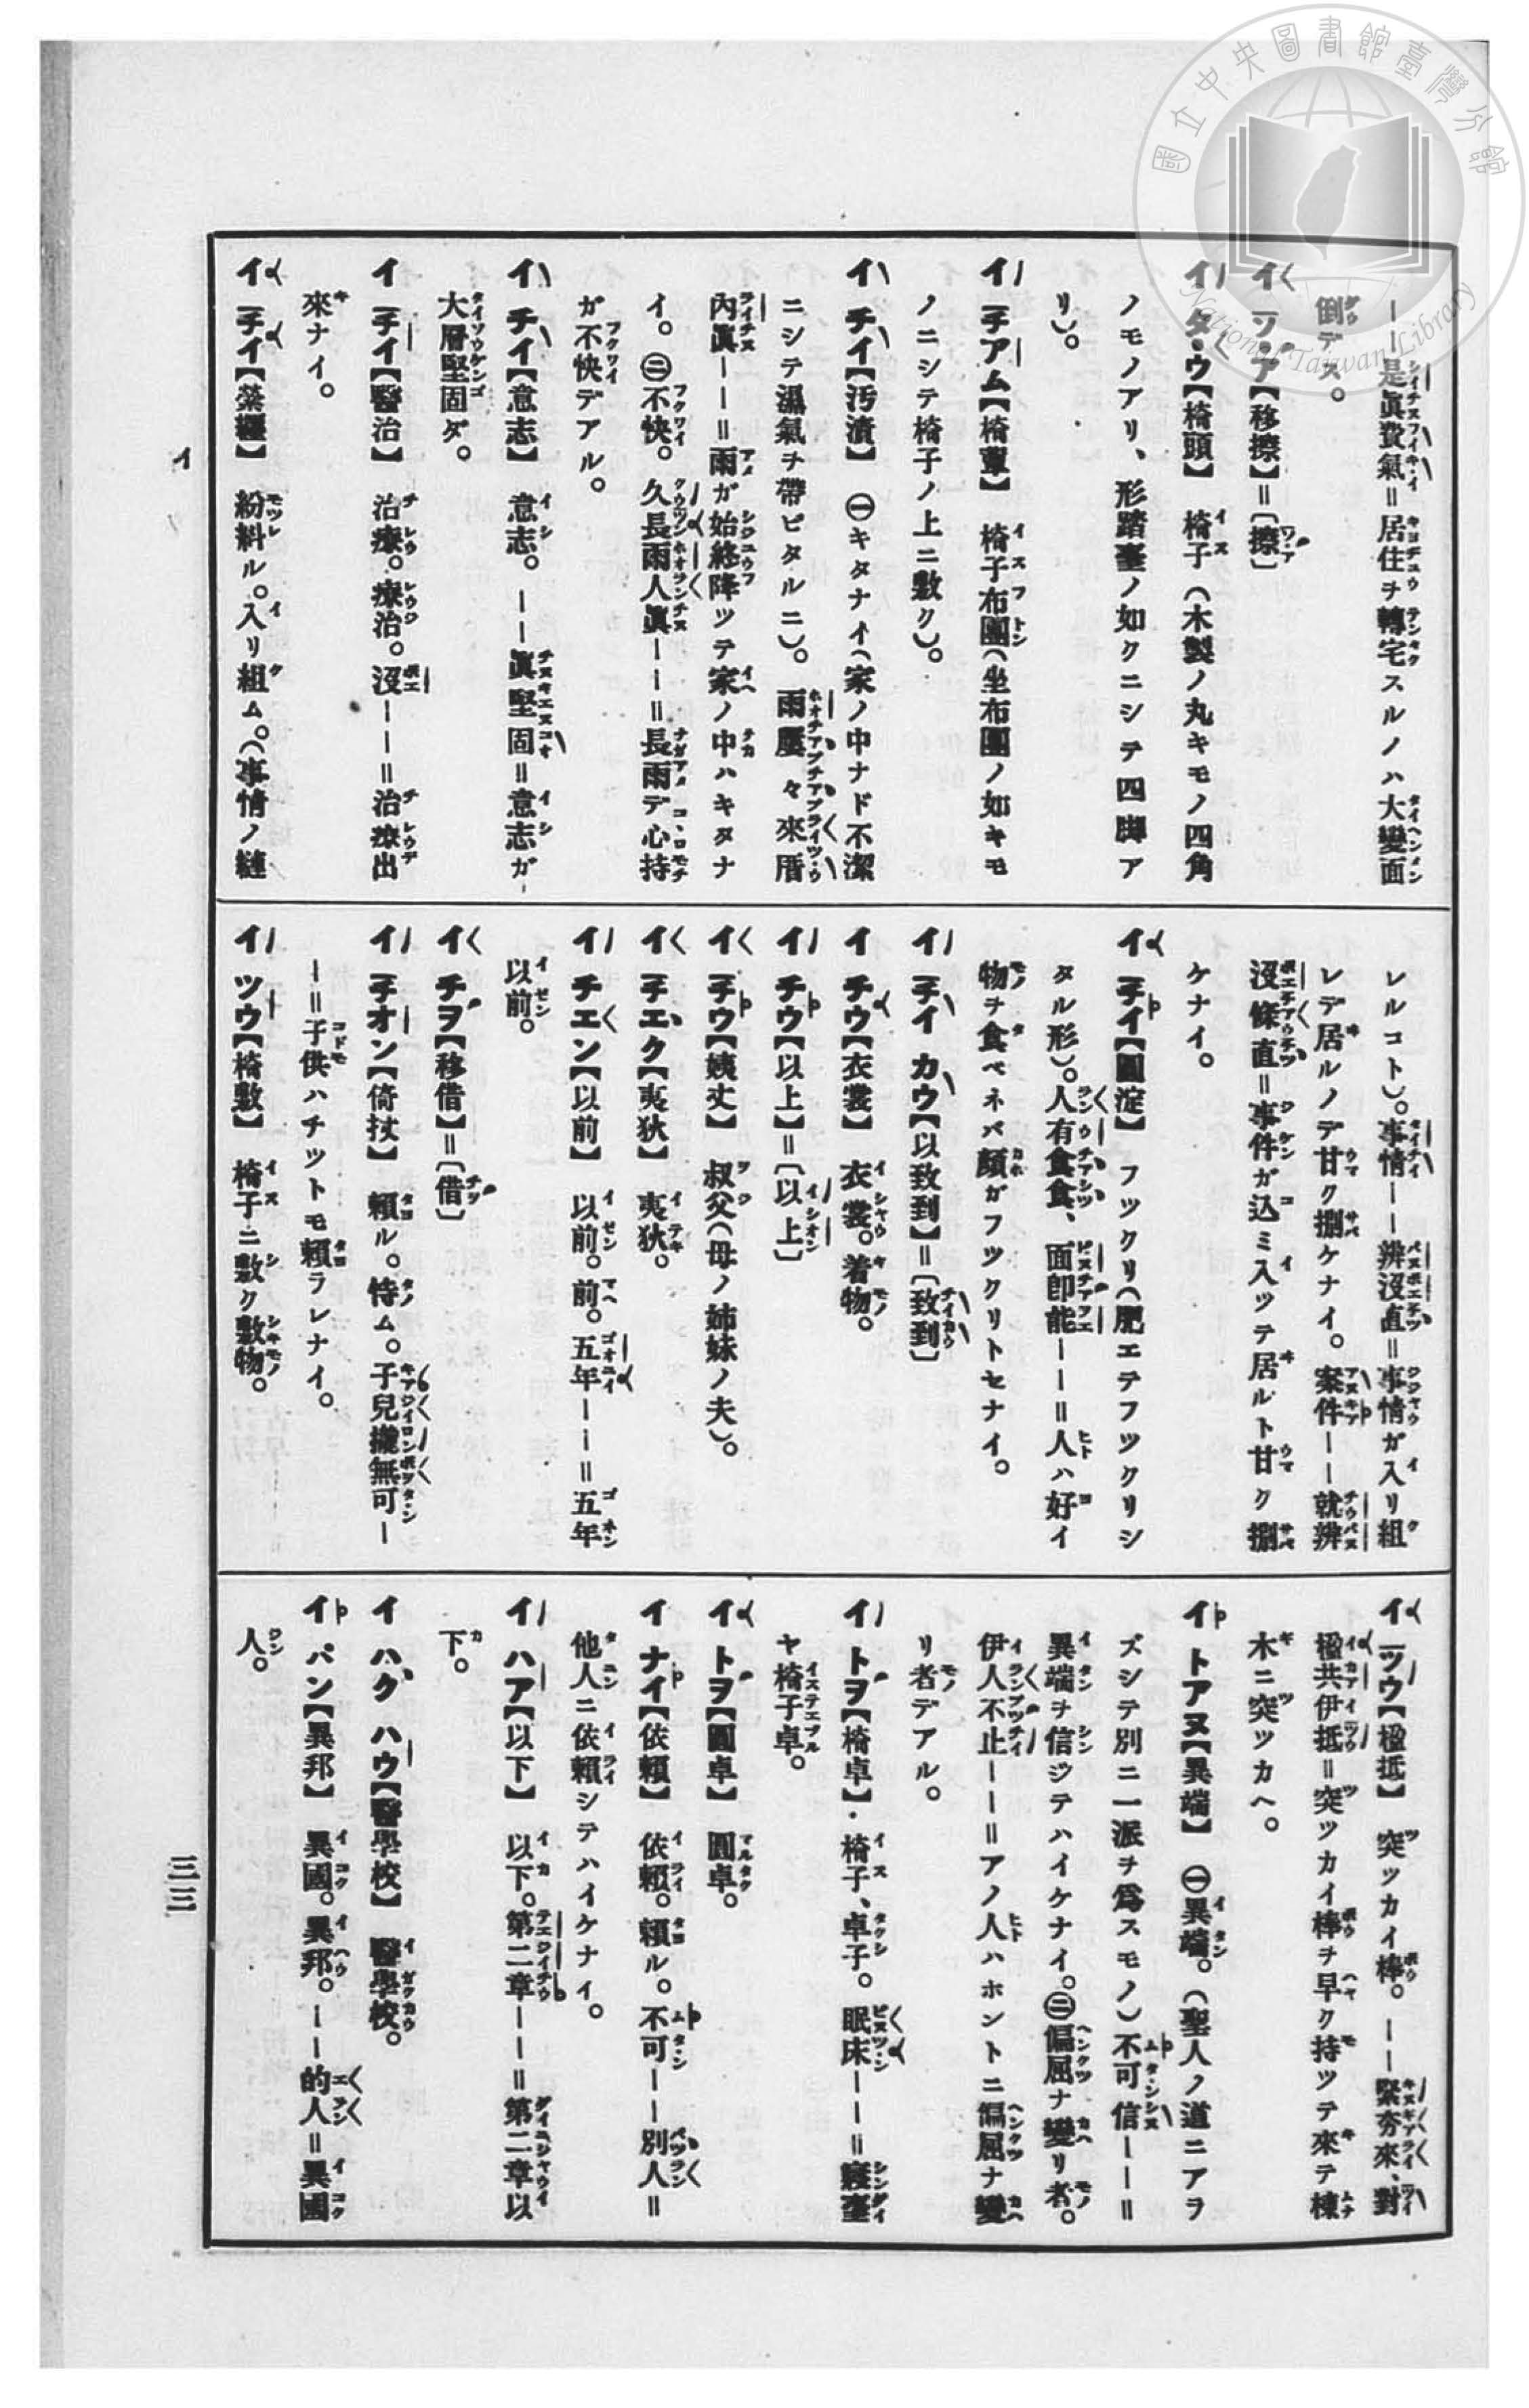 ——是眞費氣=居住ヲ轉宅スルノハ大變面
倒デス。
イ ソ・ア【移擦】=〔擦〕
イ タ・ウ【椅頭】 椅子（木製ノ丸キモノ四角
ノモノアリ、形踏臺ノ如クニシテ四脚ア
リ）。
イ チアム【椅蕈】 椅子布團（坐布團ノ如キモ
ノニシテ椅子ノ上ニ敷ク）。
イ チイ【汚漬】 ㊀キタナイ（家ノ中ナド不潔
ニシテ濕氣ヲ帶ビタルニ）。 雨屢々來厝
內眞——=雨ガ始終降ツテ家ノ中ハキタナ
イ。㊁不快。久長雨人眞——=長雨デ心持
ガ不快デアル。
イ チイ【意志】 意志。——眞堅固=意志ガ
大層堅固ダ。
イ チイ【醫治】 治療。療治。沒——=治療出
來ナイ。
イ チイ 紛糾ル。入リ組ム。（事情ノ縺
レルコト）。事情——辨沒直=事情ガ入リ組
レデ居ルノデ甘ク捌ケナイ。案件——就辨
沒條直=事件ガ込ミ入ツテ居ルト甘ク捌
ケナイ。
イ チイ【圓淀】 フツクリ（肥エテフツクリシ
タル形）。人有食食、面卽能——=人ハ好イ
物ヲ食ベネバ顏ガフツクリトセナイ。
イ チイ カウ【以致到】=〔致到〕
イ チウ【衣裳】 衣裳。着物。
イ チウ【以上】=〔以上〕
イ チウ【姨丈】 叔父（母ノ姉妹ノ夫）。
イ チエク【夷狄】 夷狄。
イ チエン【以前】 以前。前。五年——=五年
以前。
イ チヲ【移借】=〔借〕
イ チオン【倚扙】 賴ル。恃ム。子兒攏無可—
—=子供ハチツトモ賴ラレナイ。
イ ツウ【椅敷】 椅子ニ敷ク敷物。
イ ツウ【楹抵】 突ツカイ棒。——緊夯來、對
楹共伊抵=突ツカイ棒ヲ早ク持ツテ來テ棟
木ニ突ツカヘ。
イ トアヌ【異端】 ㊀異端。（聖人ノ道ニアラ
ズシテ別ニ一派ヲ爲スモノ）不可信——=
異端ヲ信ジテハイケナイ。㊁偏屈ナ變リ者。
伊人不止——=アノ人ハホントニ偏屈ナ變
リ者デアル。
イ トヲ【椅卓】 椅子、卓子。眠床——=寢臺
ヤ椅子卓。
イ トヲ【圓卓】 圓卓。
イ ナイ【依賴】 依賴。賴ル。不可——別人=
他人ニ依賴シテハイケナイ。
イ ハア【以下】 以下。第二章——=第二章以
下。
イ ハク ハウ【醫學校】 醫學校。
イ パン【異邦】 異國。異邦。——的人=異國
人。
イ
三三
國立中央圖書館臺灣分館
National Taiwan Library